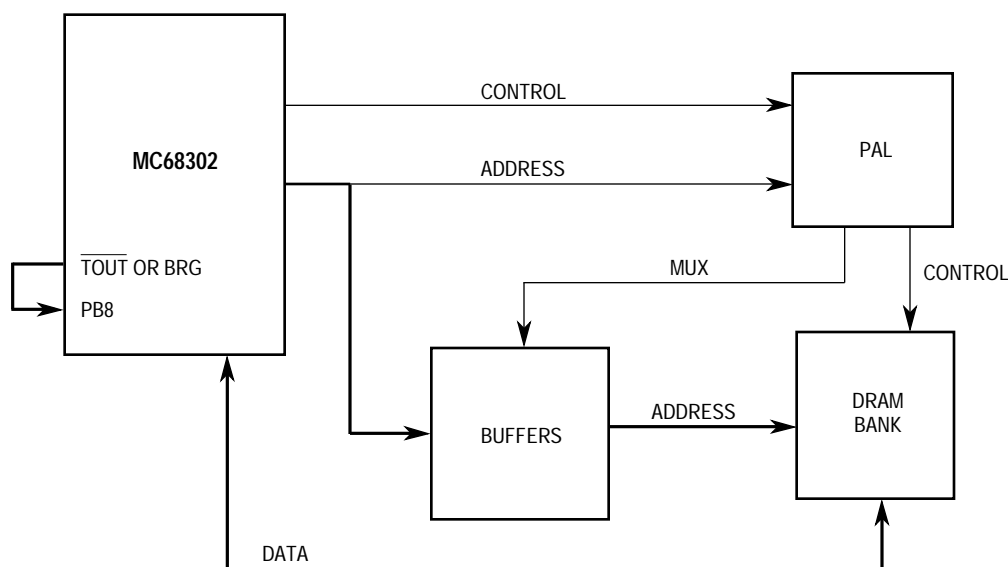 CONTROL
MC68302
PAL
ADDRESS
TOUT OR BRG
MUX
CONTROL
PB8
ADDRESS
DRAM
BANK
BUFFERS
DATA